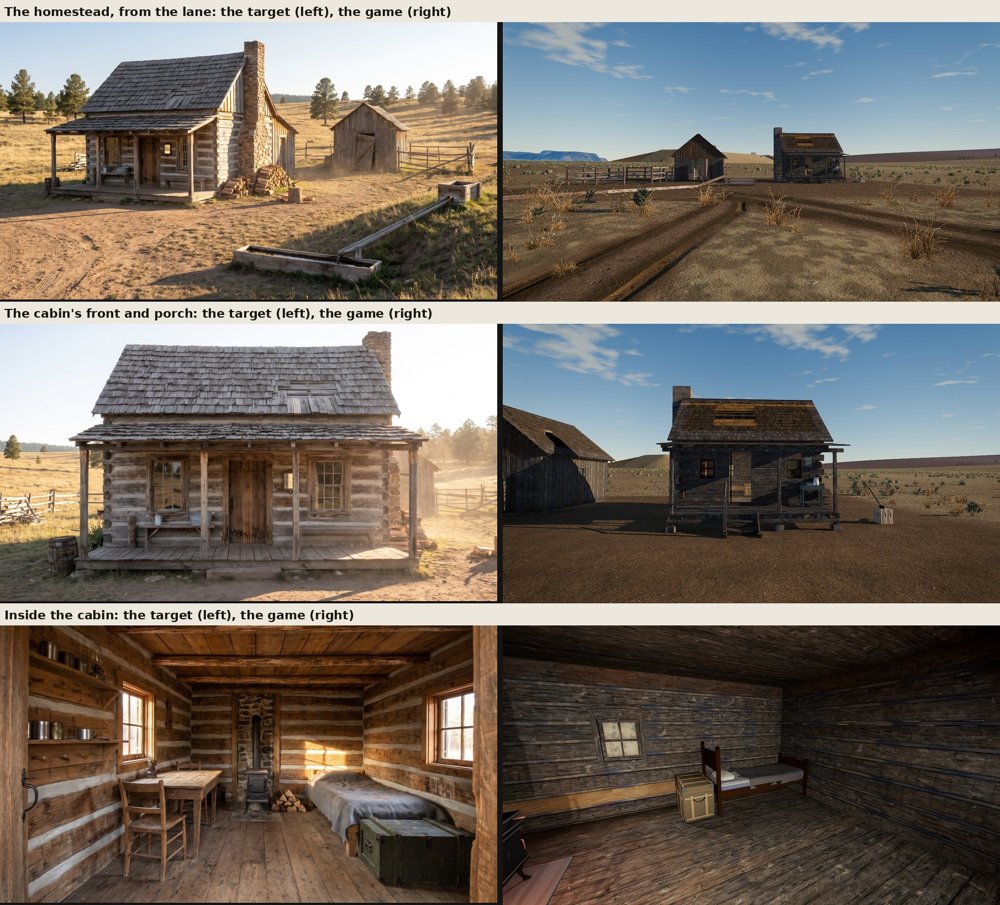 The homestead, from the lane: the target (left), the game (right)
The cabin's front and porch: the target (left), the game (right)
Inside the cabin: the target (left), the game (right)